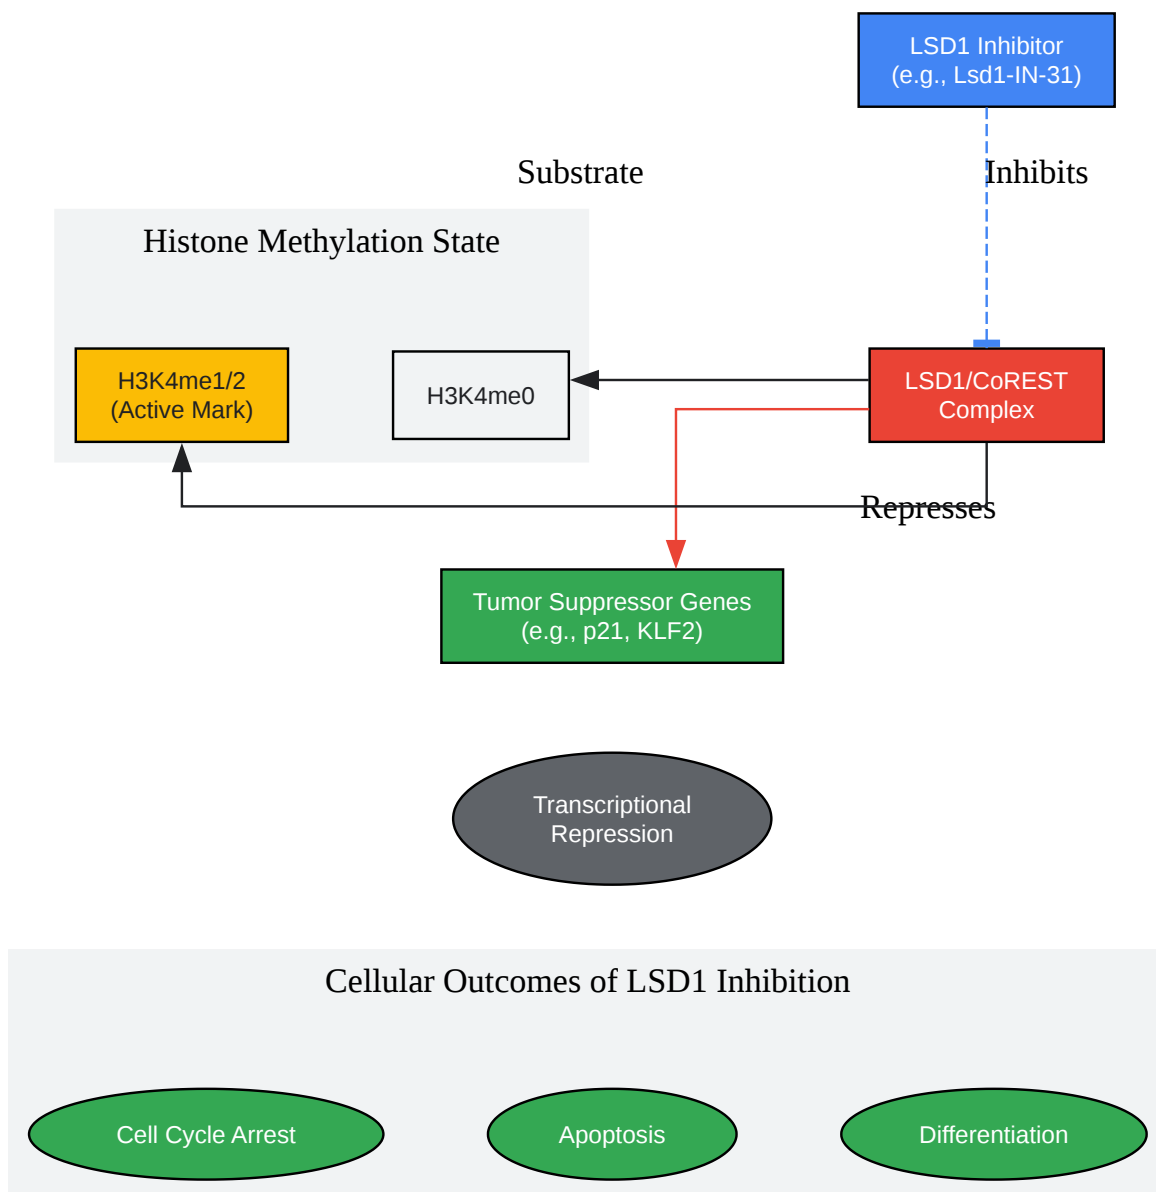 LSD1 Inhibitor
(e.g., Lsd1-IN-31)
Substrate
Inhibits
Histone Methylation State
H3K4me1/2
(Active Mark)
H3K4me0
LSD1/CoREST
Complex
Represses
Tumor Suppressor Genes
(e.g., p21, KLF2)
Transcriptional
Repression
Cellular Outcomes of LSD1 Inhibition
Cell Cycle Arrest
Apoptosis
Differentiation